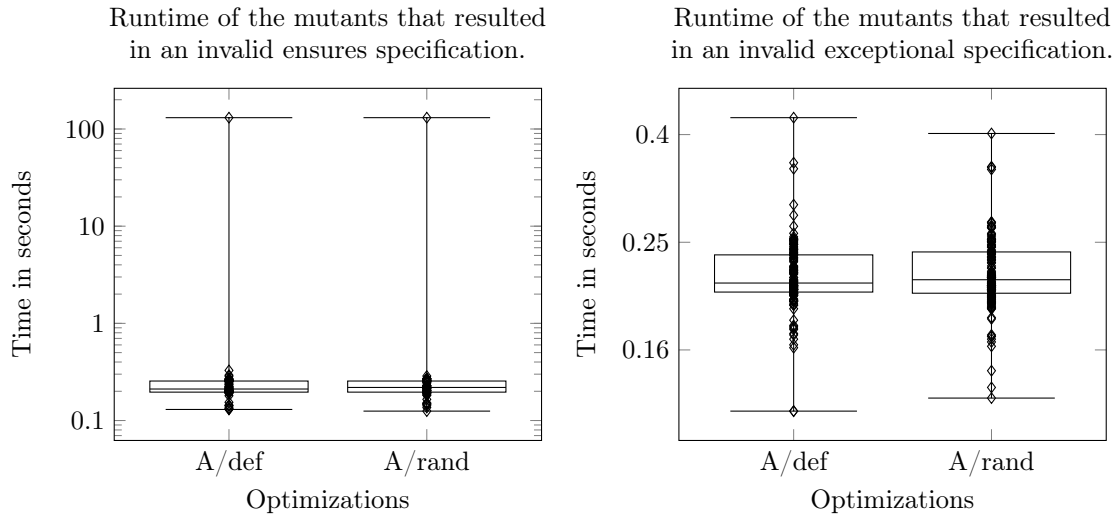 Runtime of the mutants that resulted
in an invalid ensures specification.
Time in seconds
100
10
1
0.1
A/def
A/rand
Optimizations
Runtime of the mutants that resulted
in an invalid exceptional specification.
Time in seconds
0.4
0.25
0.16
A/def
A/rand
Optimizations